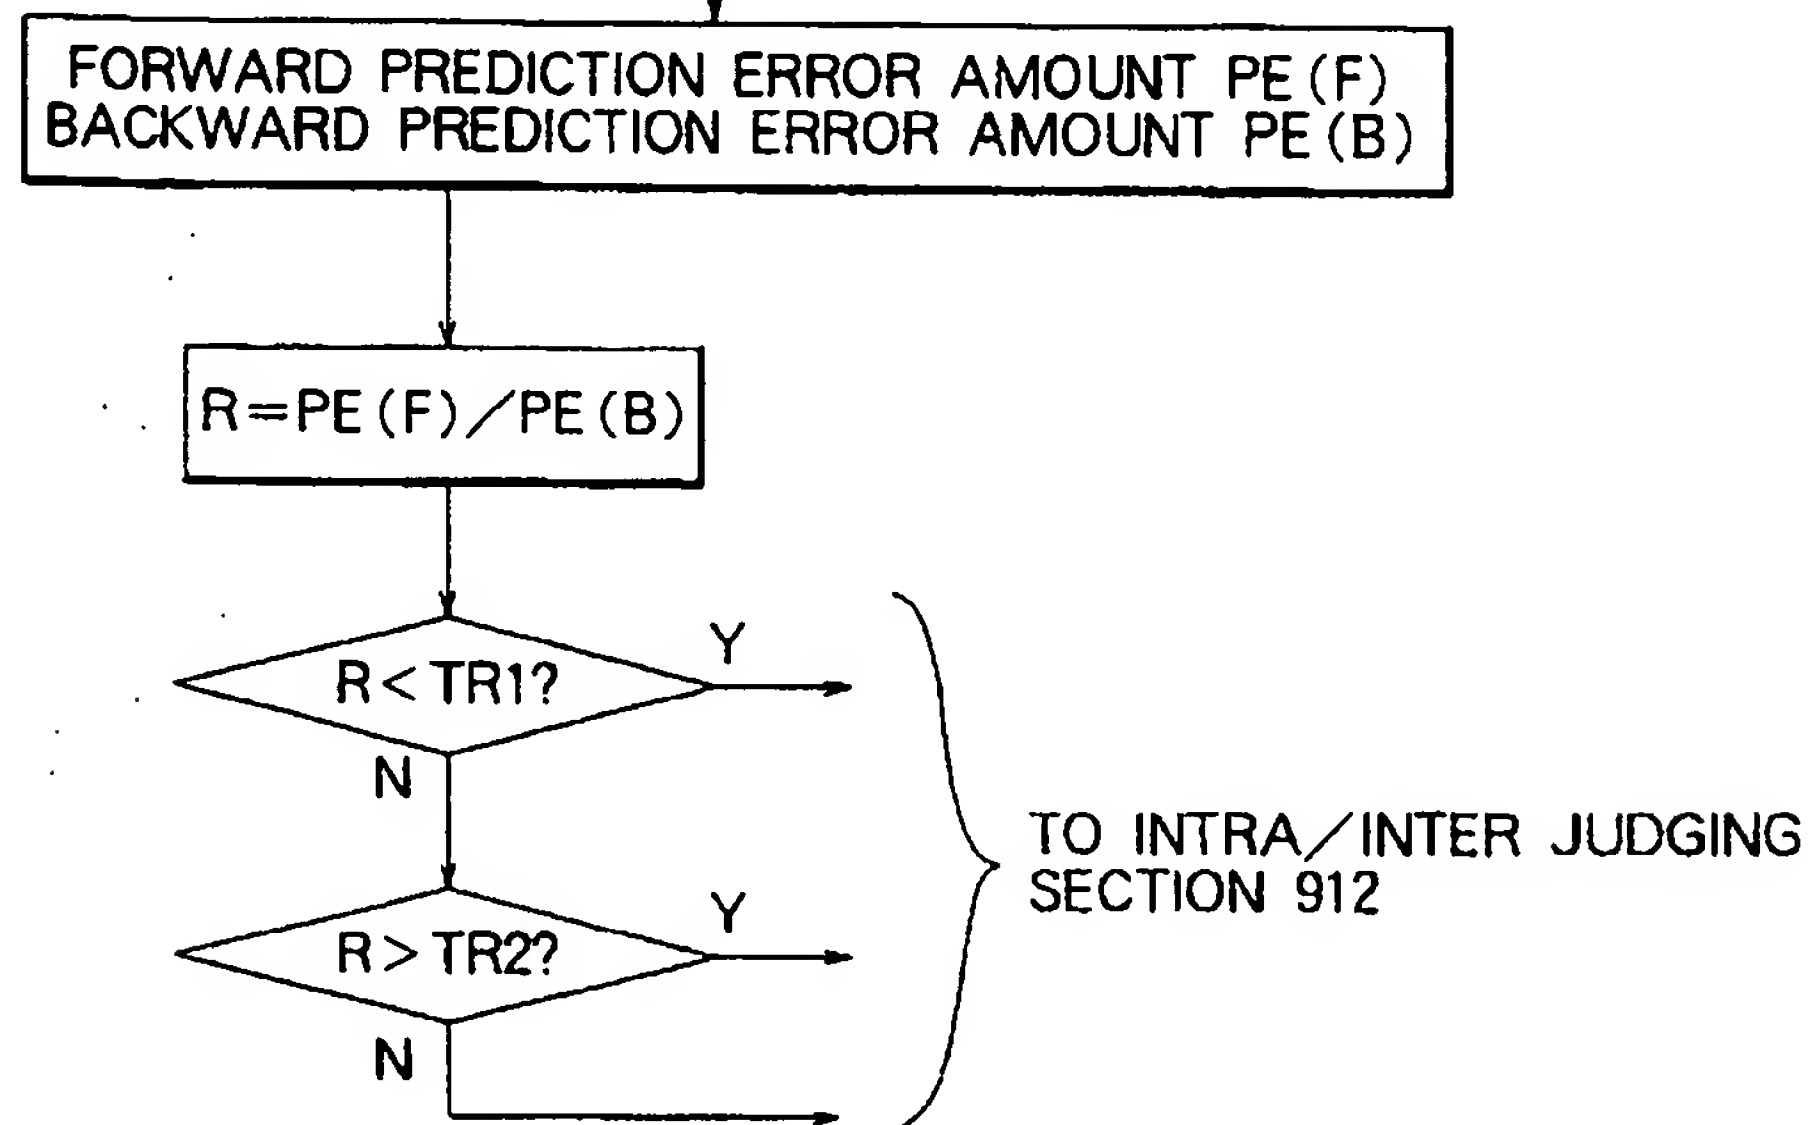 FORWARD PREDICTION ERROR AMOUNT PE(F)
BACKWARD PREDICTION ERROR AMOUNT PE(B)
R=PE(F)/PE(B)
R<TR1?
Y
N
R>TR2?
Y
N
TO INTRA/INTER JUDGING
SECTION 912